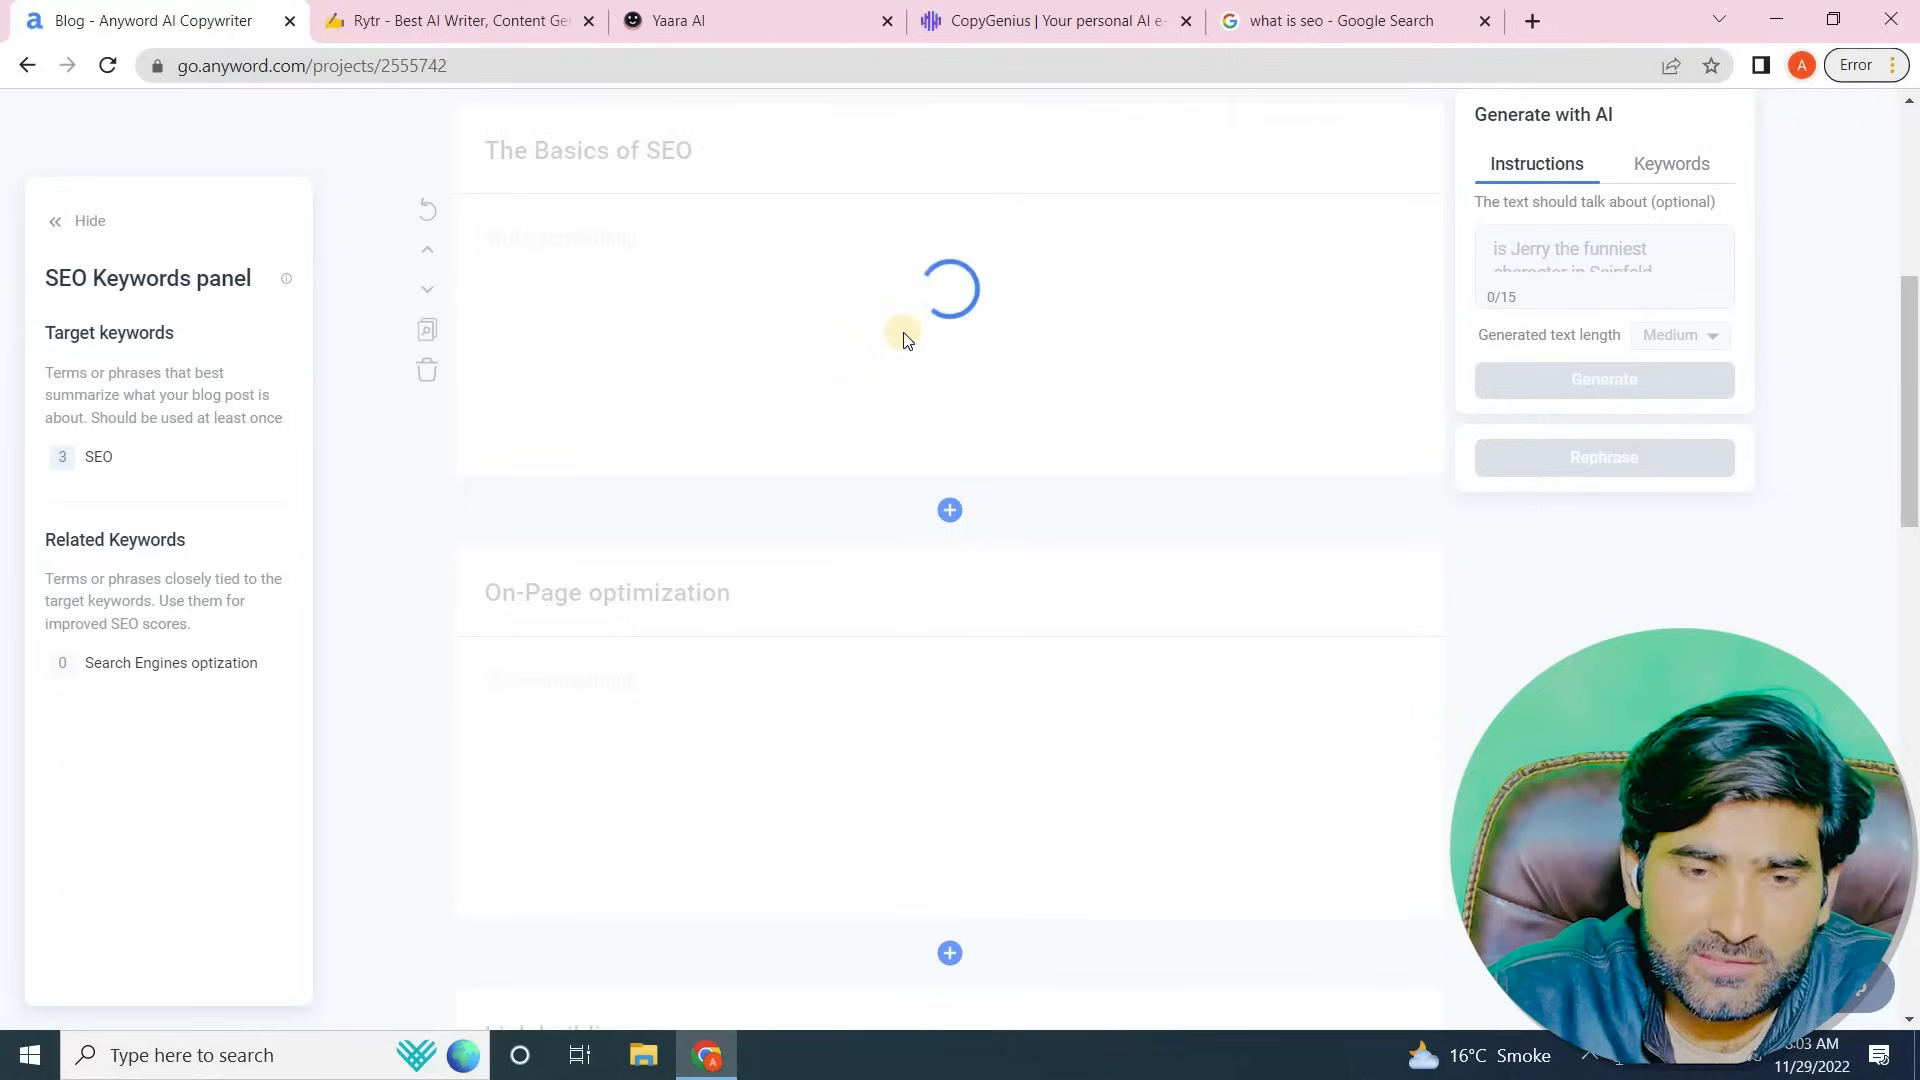 Blog - Anyword AI Copywriter
Rytr - Best AI Writer, Content Ge
Yaara AI
CopyGenius | Your personal AI e-
what is seo - Google Search
go.anyword.com/projects/2555742
A
Error
Generate with AI
The Basics of SEO
Instructions
Keywords
The text should talk about (optional)
Hide
is Jerry the funniest
character in Seinfeld
0/15
SEO Keywords panel
Target keywords
Generated text length
Medium
Terms or phrases that best
summarize what your blog post is
about. Should be used at least once
Generate
3 SEO
Rephrase
Related Keywords
Terms or phrases closely tied to the
target keywords. Use them for
improved SEO scores.
On-Page optimization
0 Search Engines optization
Type here to search
16°C Smoke
:03 AM
11/29/2022